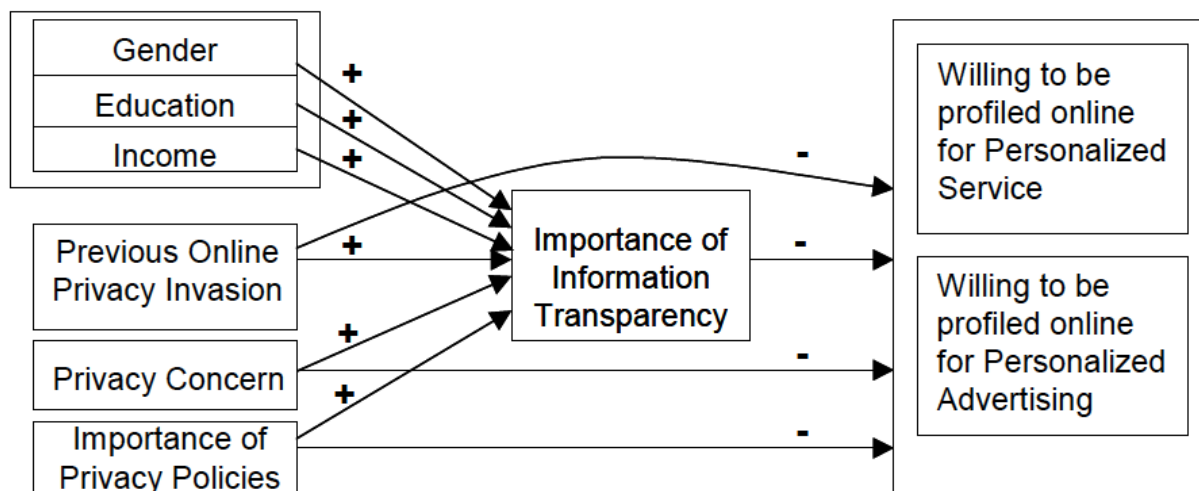 Gender
Education
Income
Previous Online
Privacy Invasion
Privacy Concern
Importance of
Privacy Policies
+
+
+
+
+
+
Importance of
Information
Transparency
-
-
-
-
Willing to be
profiled online
for Personalized
Service
Willing to be
profiled online
for Personalized
Advertising